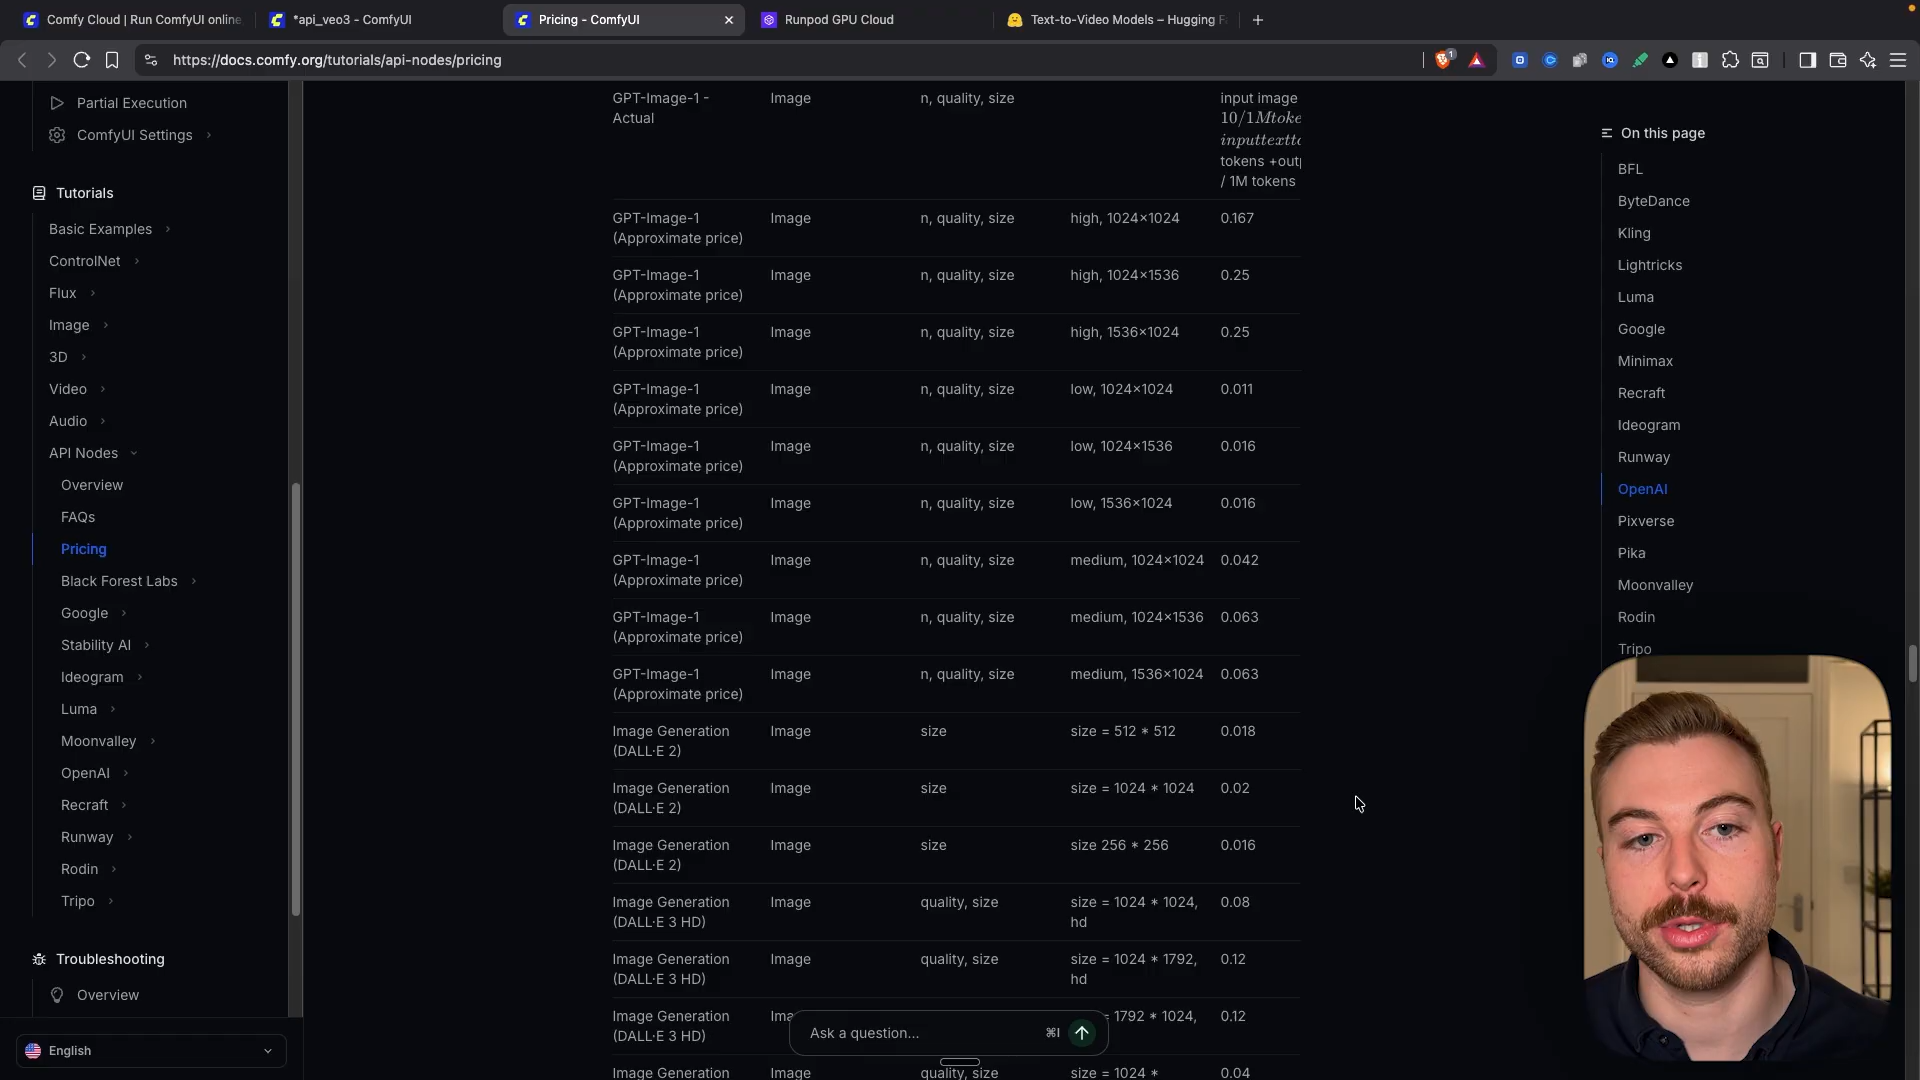 Comfy Cloud | Run ComfyUI online
*api_veo3 - ComfyUI
Pricing - ComfyUI
Runpod GPU Cloud
Text-to-Video Models – Hugging F
https://docs.comfy.org/tutorials/api-nodes/pricing
Partial Execution
ComfyUI Settings
Tutorials
Basic Examples
ControlNet
Flux
Image
3D
Video
Audio
API Nodes
Overview
FAQs
Pricing
Black Forest Labs
Google
Stability AI
Ideogram
Luma
Moonvalley
OpenAI
Recraft
Runway
Rodin
Tripo
Troubleshooting
Overview
English
GPT-Image-1 - Image n, quality, size input image
Actual 10/1Mtoke
inputtextto
tokens +outp
/ 1M tokens
GPT-Image-1 Image n, quality, size high, 1024×1024 0.167
(Approximate price)
GPT-Image-1 Image n, quality, size high, 1024×1536 0.25
(Approximate price)
GPT-Image-1 Image n, quality, size high, 1536×1024 0.25
(Approximate price)
GPT-Image-1 Image n, quality, size low, 1024×1024 0.011
(Approximate price)
GPT-Image-1 Image n, quality, size low, 1024×1536 0.016
(Approximate price)
GPT-Image-1 Image n, quality, size low, 1536×1024 0.016
(Approximate price)
GPT-Image-1 Image n, quality, size medium, 1024×1024 0.042
(Approximate price)
GPT-Image-1 Image n, quality, size medium, 1024×1536 0.063
(Approximate price)
GPT-Image-1 Image n, quality, size medium, 1536×1024 0.063
(Approximate price)
Image Generation Image size size = 512 * 512 0.018
(DALL·E 2)
Image Generation Image size size = 1024 * 1024 0.02
(DALL·E 2)
Image Generation Image size size 256 * 256 0.016
(DALL·E 2)
Image Generation Image quality, size size = 1024 * 1024, 0.08
(DALL·E 3 HD) hd
Image Generation Image quality, size size = 1024 * 1792, 0.12
(DALL·E 3 HD) hd
Image Generation Ima = 1792 * 1024, 0.12
(DALL·E 3 HD)
Image Generation Image quality, size size = 1024 * 0.04
Ask a question... ⌘I
On this page
BFL
ByteDance
Kling
Lightricks
Luma
Google
Minimax
Recraft
Ideogram
Runway
OpenAI
Pixverse
Pika
Moonvalley
Rodin
Tripo